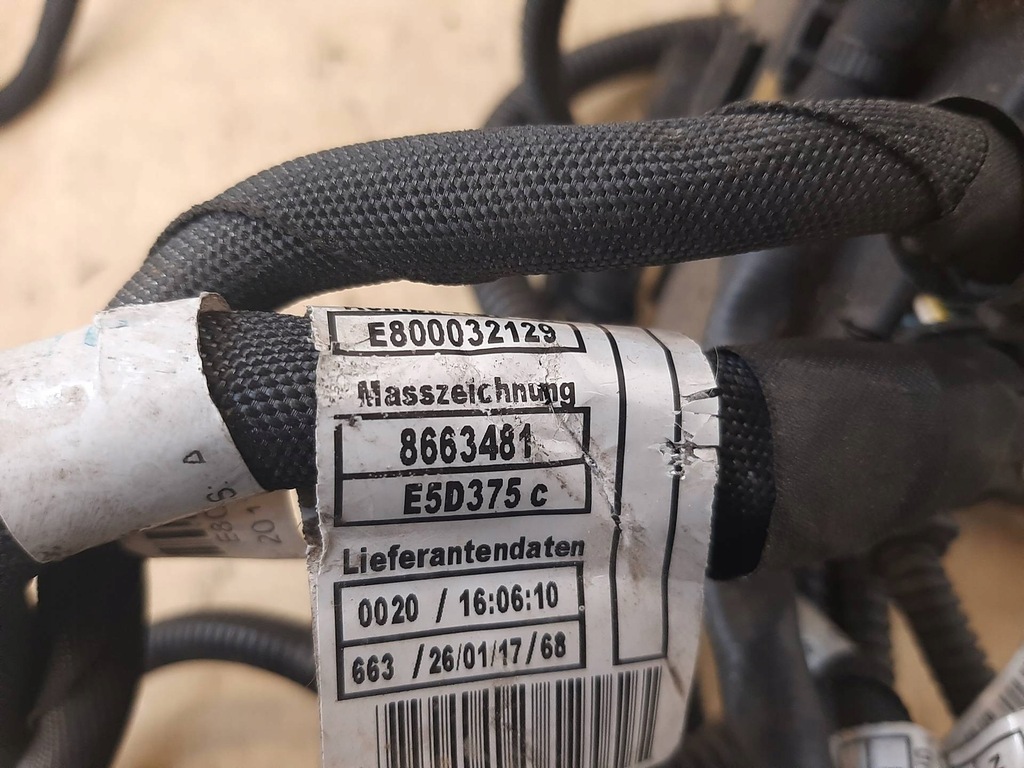 E800032129
Masszeichnung
8663481
E5D375 c
Lieferantendaten
0020 / 16:06:10
663 / 26/01/17/68